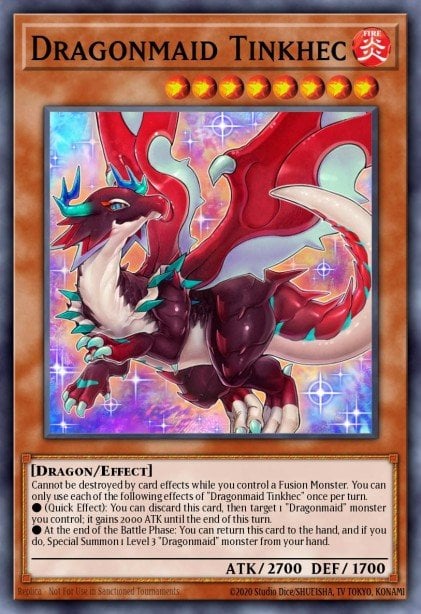 DRAGONMAID TINKHEC
FIRE
炎
[DRAGON/EFFECT]
Cannot be destroyed by card effects while you control a Fusion Monster. You can
only use each of the following effects of "Dragonmaid Tinkhec" once per turn.
● (Quick Effect): You can discard this card, then target 1 "Dragonmaid" monster
you control; it gains 2000 ATK until the end of this turn.
● At the end of the Battle Phase: You can return this card to the hand, and if you
do, Special Summon 1 Level 3 "Dragonmaid" monster from your hand.
ATK/2700 DEF/1700
Replica - Not For Use in Sanctioned Tournaments
©2020 Studio Dice/SHUEISHA, TV TOKYO, KONAMI